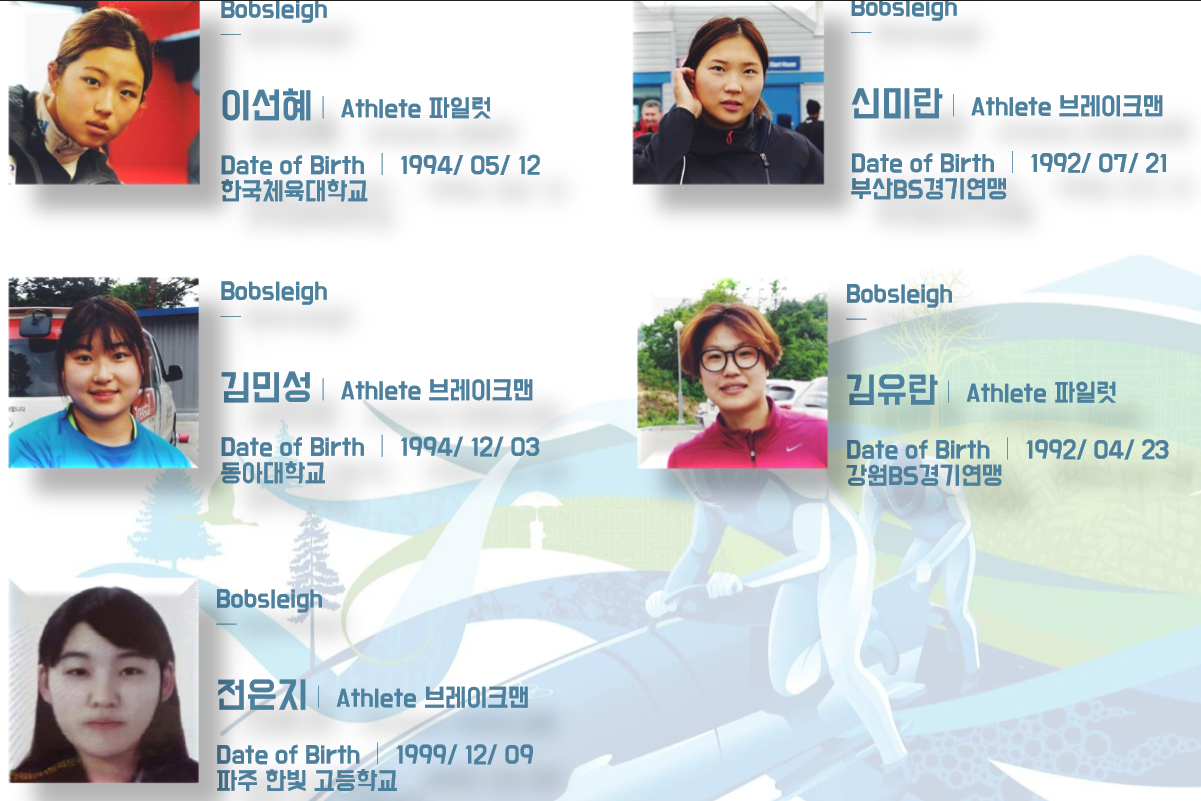 Bobsleigh
이선혜 | Athlete 파일럿
Date of Birth | 1994/ 05/ 12
한국체육대학교
Bobsleigh
신미란 | Athlete 브레이크맨
Date of Birth | 1992/ 07/ 21
부산BS경기연맹
Bobsleigh
김민성 | Athlete 브레이크맨
Date of Birth | 1994/ 12/ 03
동아대학교
Bobsleigh
김유란 | Athlete 파일럿
Date of Birth | 1992/ 04/ 23
강원BS경기연맹
Bobsleigh
전은지 | Athlete 브레이크맨
Date of Birth | 1999/ 12/ 09
파주 한빛 고등학교